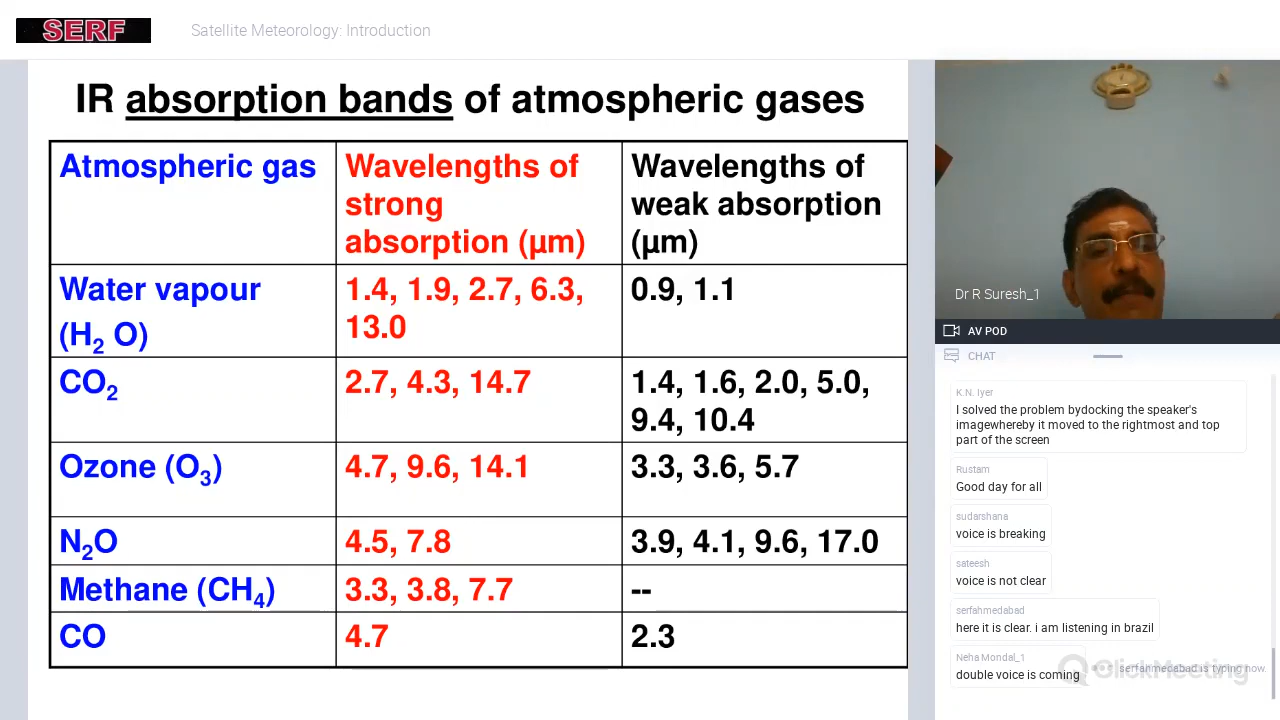 SERF
Satellite Meteorology: Introduction
IR absorption bands of atmospheric gases
Atmospheric gas
Wavelengths of
strong
absorption (µm)
Wavelengths of
weak absorption
(µm)
Water vapour
(H2 O)
1.4, 1.9, 2.7, 6.3,
13.0
0.9, 1.1
CO2
2.7, 4.3, 14.7
1.4, 1.6, 2.0, 5.0,
9.4, 10.4
Ozone (O3)
4.7, 9.6, 14.1
3.3, 3.6, 5.7
N2O
4.5, 7.8
3.9, 4.1, 9.6, 17.0
Methane (CH4)
3.3, 3.8, 7.7
--
CO
4.7
2.3
Dr R Suresh_1
AV POD
CHAT
K.N. Iyer
I solved the problem bydocking the speaker's
imagewhereby it moved to the rightmost and top
part of the screen
Rustam
Good day for all
sudarshana
voice is breaking
sateesh
voice is not clear
serfahmedabad
here it is clear. i am listening in brazil
Neha Mondal_1
double voice is coming
serfahmedabad is typing now.
ClickMeeting